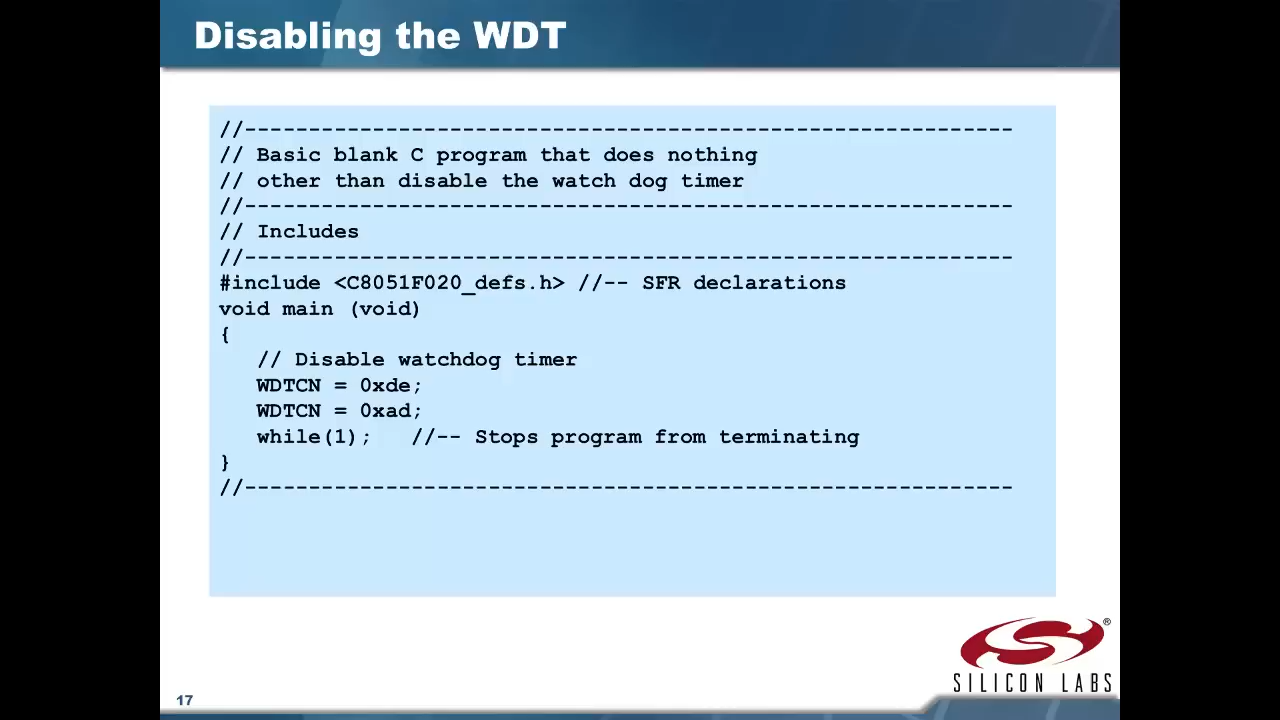 Disabling the WDT
//------------------------------------------------------------
// Basic blank C program that does nothing
// other than disable the watch dog timer
//------------------------------------------------------------
// Includes
//------------------------------------------------------------
#include <C8051F020_defs.h> //-- SFR declarations
void main (void)
{
   // Disable watchdog timer
   WDTCN = 0xde;
   WDTCN = 0xad;
   while(1);   //-- Stops program from terminating
}
//------------------------------------------------------------
®
SILICON LABS
17